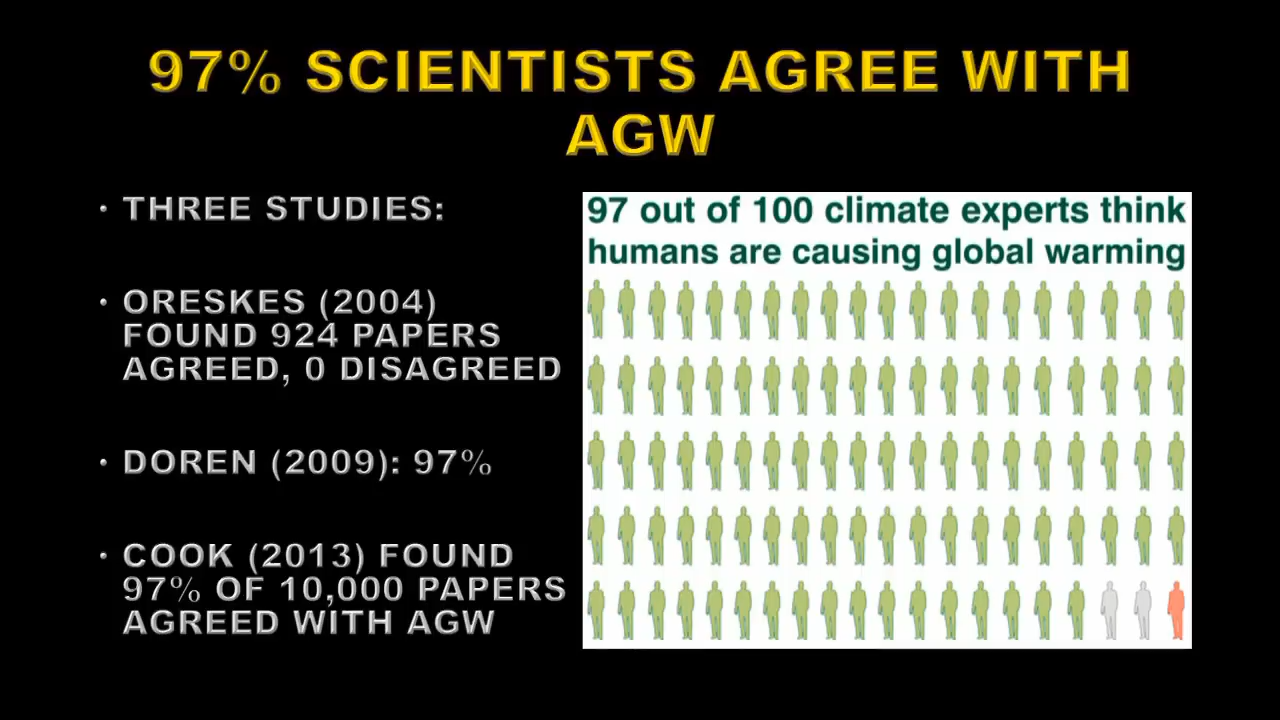 97% SCIENTISTS AGREE WITH
AGW
• THREE STUDIES:
• ORESKES (2004)
FOUND 924 PAPERS
AGREED, 0 DISAGREED
• DOREN (2009): 97%
• COOK (2013) FOUND
97% OF 10,000 PAPERS
AGREED WITH AGW
97 out of 100 climate experts think
humans are causing global warming